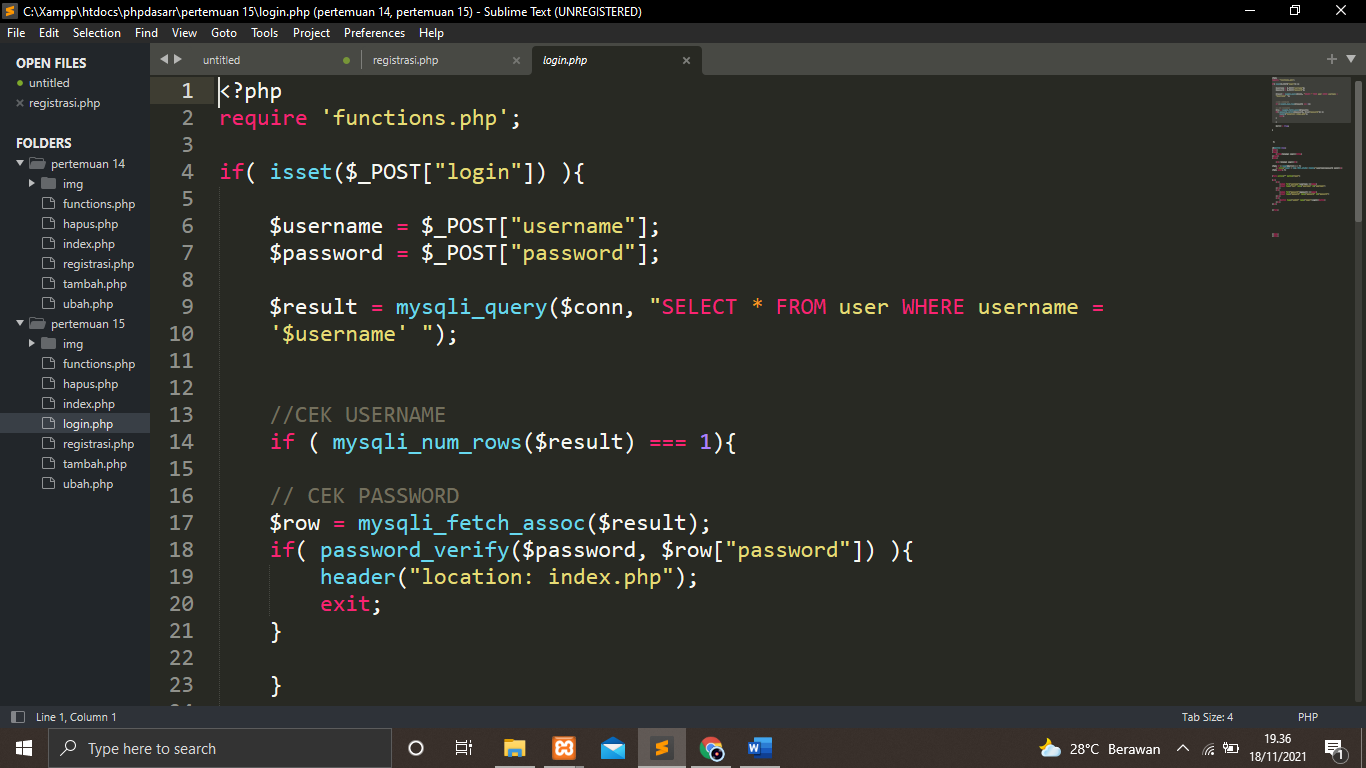 C:\Xampp\htdocs\phpdasarr\pertemuan 15\login.php (pertemuan 14, pertemuan 15) - Sublime Text (UNREGISTERED)
File Edit Selection Find View Goto Tools Project Preferences Help
OPEN FILES
untitled
registrasi.php
FOLDERS
pertemuan 14
img
functions.php
hapus.php
index.php
registrasi.php
tambah.php
ubah.php
pertemuan 15
img
functions.php
hapus.php
index.php
login.php
registrasi.php
tambah.php
ubah.php
untitled registrasi.php login.php
1 <?php
2 require 'functions.php';
3
4 if( isset($_POST["login"]) ){
5
6 $username = $_POST["username"];
7 $password = $_POST["password"];
8
9 $result = mysqli_query($conn, "SELECT * FROM user WHERE username =
10 '$username' ");
11
12
13 //CEK USERNAME
14 if ( mysqli_num_rows($result) === 1){
15
16 // CEK PASSWORD
17 $row = mysqli_fetch_assoc($result);
18 if( password_verify($password, $row["password"]) ){
19 header("location: index.php");
20 exit;
21 }
22
23 }
Line 1, Column 1 Tab Size: 4 PHP
Type here to search 28°C Berawan 19.36
18/11/2021 1